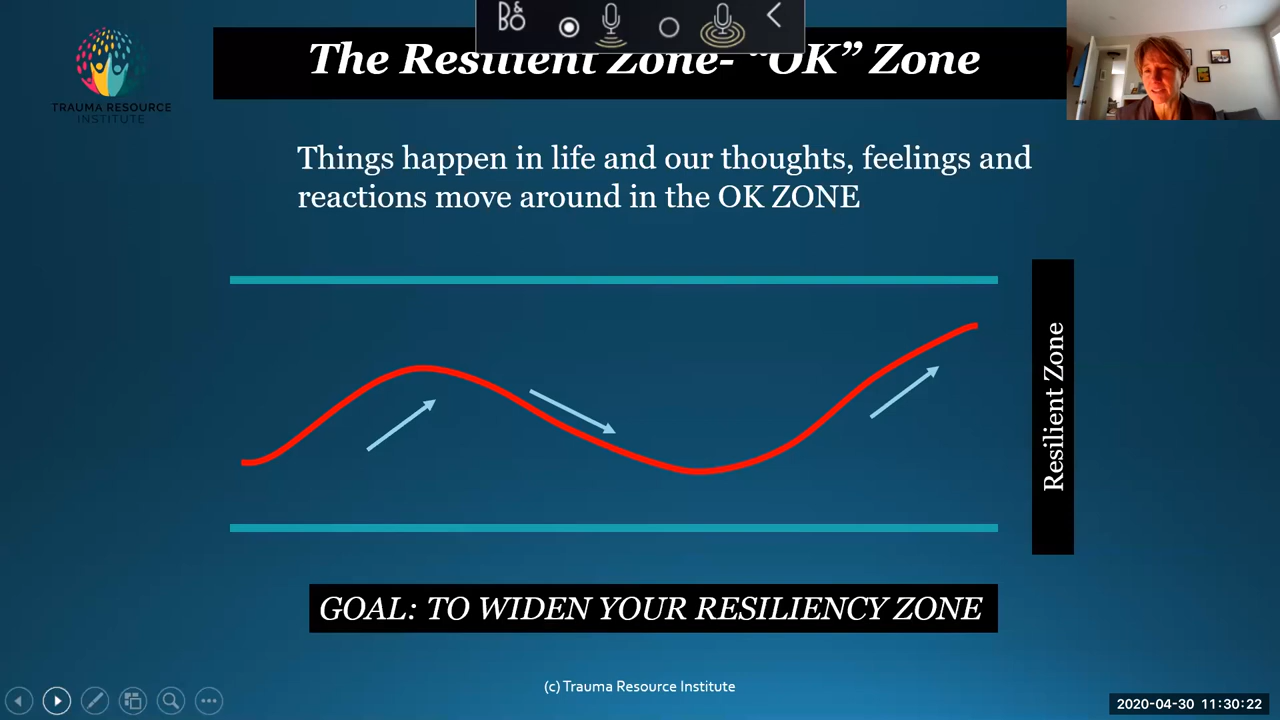 B&O
The Resilient Zone- “OK” Zone
TRAUMA RESOURCE
INSTITUTE
Things happen in life and our thoughts, feelings and
reactions move around in the OK ZONE
Resilient Zone
GOAL: TO WIDEN YOUR RESILIENCY ZONE
(c) Trauma Resource Institute
2020-04-30 11:30:22